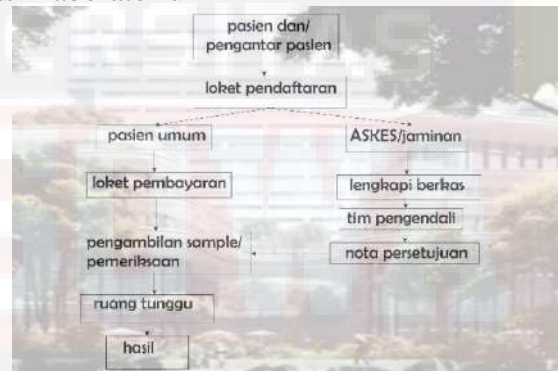 pasien dan/
pengantar pasien
loket pendaftaran
pasien umum
ASKES/jaminan
loket pembayaran
lengkapi berkas
tim pengendali
pengambilan sample/
pemeriksaan
nota persetujuan
ruang tunggu
hasil